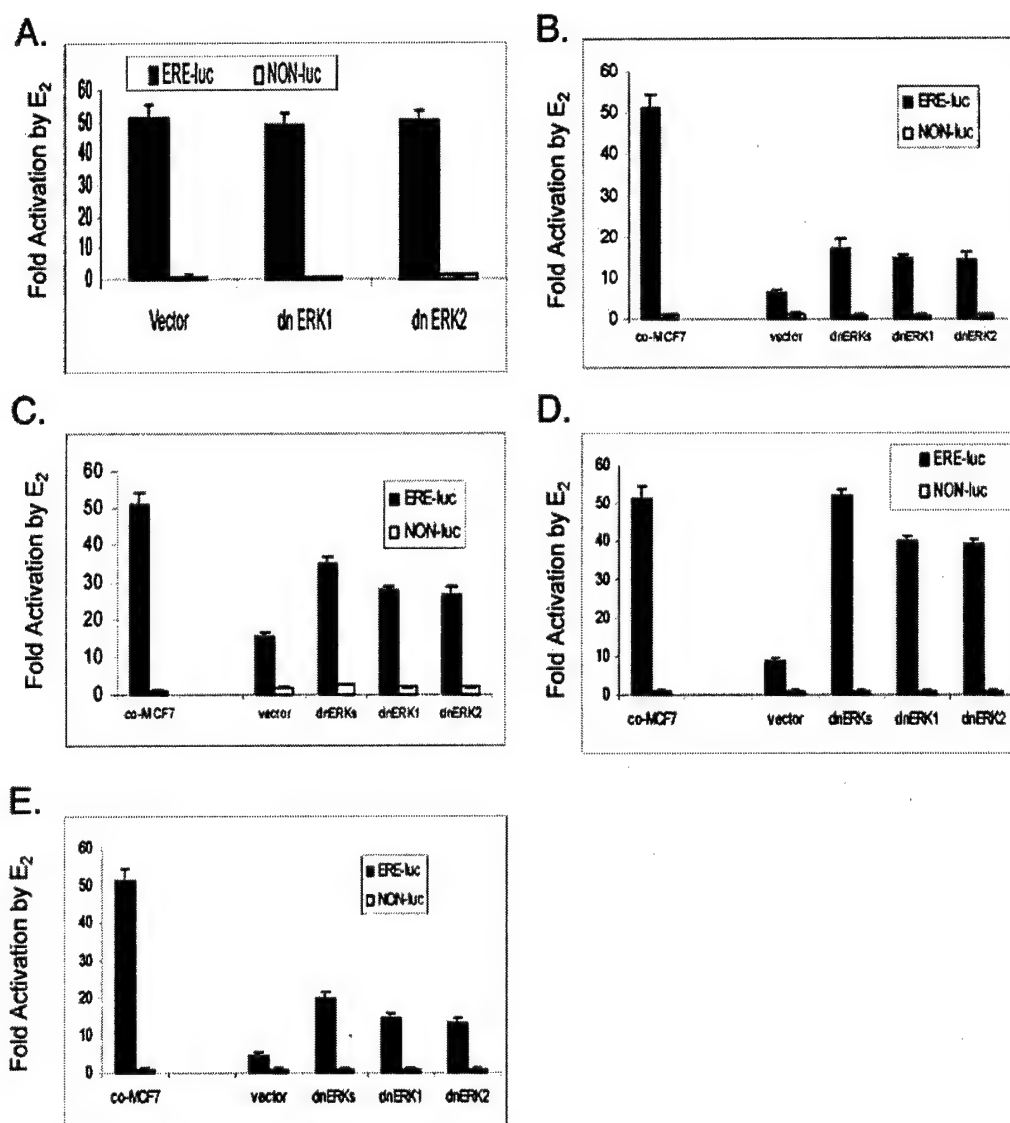 A.
Fold Activation by E2
ERE-luc NON-luc
60
50
40
30
20
10
0
Vector dn ERK1 dn ERK2
B.
Fold Activation by E2
60
50
40
30
20
10
0
ERE-luc
NON-luc
co-MCF7 vector dnERKs dnERK1 dnERK2
C.
Fold Activation by E2
60
50
40
30
20
10
0
ERE-luc
NON-luc
co-MCF7 vector dnERKs dnERK1 dnERK2
D.
Fold Activation by E2
60
50
40
30
20
10
0
ERE-luc
NON-luc
co-MCF7 vector dnERKs dnERK1 dnERK2
E.
Fold Activation by E2
60
50
40
30
20
10
0
ERE-luc
NON-luc
co-MCF7 vector dnERKs dnERK1 dnERK2